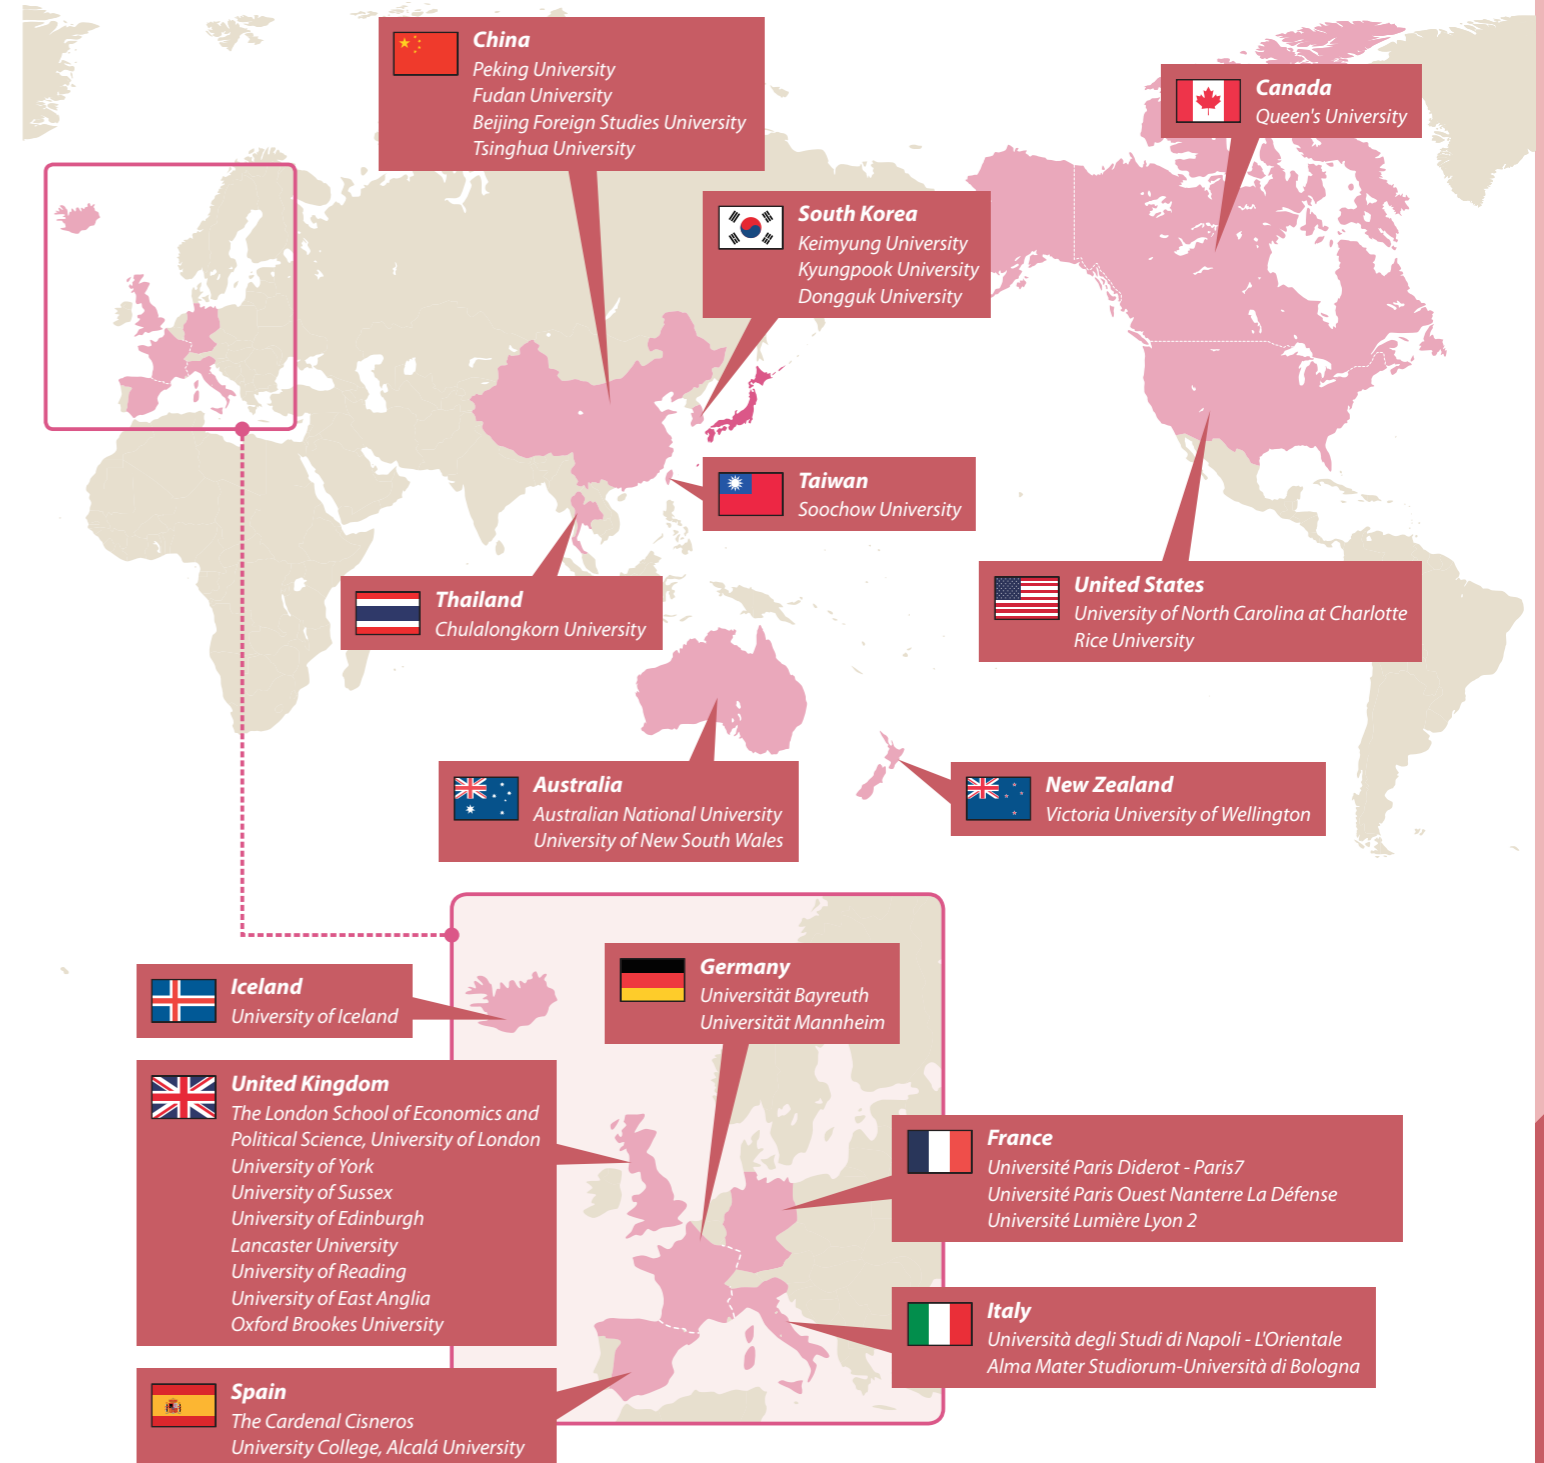 China
Peking University
Fudan University
Beijing Foreign Studies University
Tsinghua University
Canada
Queen's University
South Korea
Keimyung University
Kyungpook University
Dongguk University
Taiwan
Soochow University
Thailand
Chulalongkorn University
United States
University of North Carolina at Charlotte
Rice University
Australia
Australian National University
University of New South Wales
New Zealand
Victoria University of Wellington
Iceland
University of Iceland
Germany
Universität Bayreuth
Universität Mannheim
United Kingdom
The London School of Economics and
Political Science, University of London
University of York
University of Sussex
University of Edinburgh
Lancaster University
University of Reading
University of East Anglia
Oxford Brookes University
France
Université Paris Diderot - Paris7
Université Paris Ouest Nanterre La Défense
Université Lumière Lyon 2
Italy
Università degli Studi di Napoli - L'Orientale
Alma Mater Studiorum-Università di Bologna
Spain
The Cardenal Cisneros
University College, Alcalá University